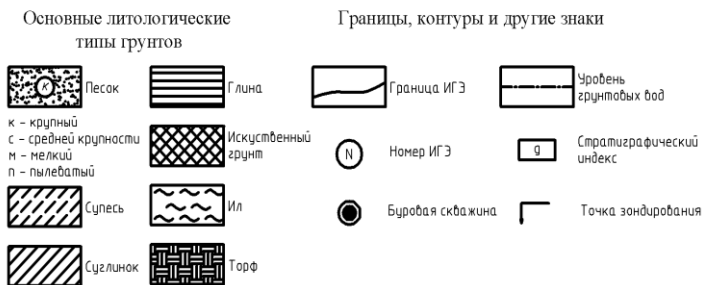 Основные литологические
типы грунтов
к
Песок
к - крупный
с - средней крупности
м - мелкий
п - пылеватый
Супесь
Суглинок
Глина
Искуственный
грунт
Ил
Торф
Границы, контуры и другие знаки
Граница ИГЭ
N
Номер ИГЭ
Буровая скважина
Уровень
грунтовых вод
g
Стратиграфический
индекс
Точка зондирования